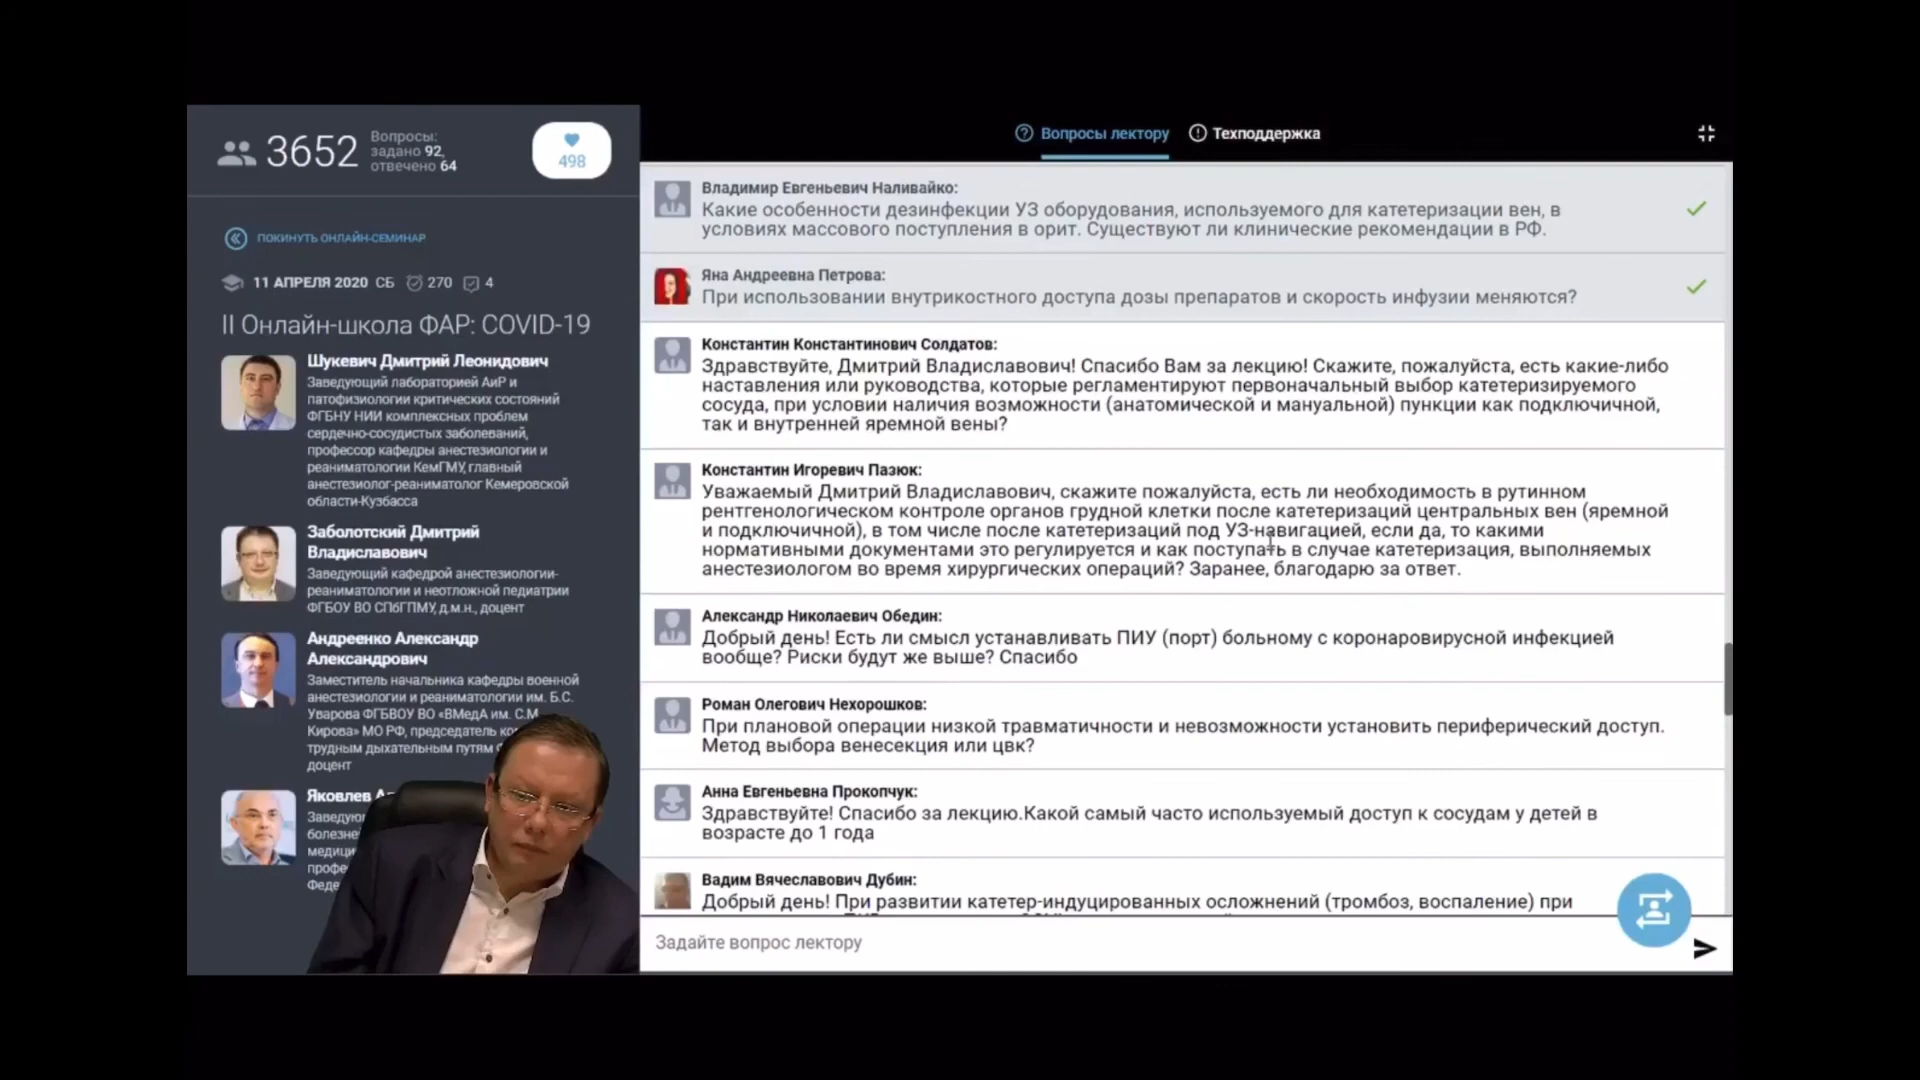 3652
Вопросы:
задано 92,
отвечено 64
498
ПОКИНУТЬ ОНЛАЙН-СЕМИНАР
11 АПРЕЛЯ 2020 СБ 270 4
II Онлайн-школа ФАР: COVID-19
Шукевич Дмитрий Леонидович
Заведующий лабораторией АиР и
патофизиологии критических состояний
ФГБНУ НИИ комплексных проблем
сердечно-сосудистых заболеваний,
профессор кафедры анестезиологии и
реаниматологии КемГМУ, главный
анестезиолог-реаниматолог Кемеровской
области-Кузбасса
Заболотский Дмитрий
Владиславович
Заведующий кафедрой анестезиологии-
реаниматологии и неотложной педиатрии
ФГБОУ ВО СПбГПМУ, д.м.н., доцент
Андреенко Александр
Александрович
Заместитель начальника кафедры военной
анестезиологии и реаниматологии им. Б.С.
Уварова ФГБВОУ ВО «ВМедА им. С.М.
Кирова» МО РФ, председатель
трудным дыхательным путям
доцент
Яковлев
Вопросы лектору
Техподдержка
Владимир Евгеньевич Наливайко:
Какие особенности дезинфекции УЗ оборудования, используемого для катетеризации вен, в
условиях массового поступления в орит. Существуют ли клинические рекомендации в РФ.
Яна Андреевна Петрова:
При использовании внутрикостного доступа дозы препаратов и скорость инфузии меняются?
Константин Константинович Солдатов:
Здравствуйте, Дмитрий Владиславович! Спасибо Вам за лекцию! Скажите, пожалуйста, есть какие-либо
наставления или руководства, которые регламентируют первоначальный выбор катетеризируемого
сосуда, при условии наличия возможности (анатомической и мануальной) пункции как подключичной,
так и внутренней яремной вены?
Константин Игоревич Пазюк:
Уважаемый Дмитрий Владиславович, скажите пожалуйста, есть ли необходимость в рутинном
рентгенологическом контроле органов грудной клетки после катетеризаций центральных вен (яремной
и подключичной), в том числе после катетеризаций под УЗ-навигацией, если да, то какими
нормативными документами это регулируется и как поступать в случае катетеризация, выполняемых
анестезиологом во время хирургических операций? Заранее, благодарю за ответ.
Александр Николаевич Обедин:
Добрый день! Есть ли смысл устанавливать ПИУ (порт) больному с коронаровирусной инфекцией
вообще? Риски будут же выше? Спасибо
Роман Олегович Нехорошков:
При плановой операции низкой травматичности и невозможности установить периферический доступ.
Метод выбора венесекция или цвк?
Анна Евгеньевна Прокопчук:
Здравствуйте! Спасибо за лекцию.Какой самый часто используемый доступ к сосудам у детей в
возрасте до 1 года
Вадим Вячеславович Дубин:
Добрый день! При развитии катетер-индуцированных осложнений (тромбоз, воспаление) при
Задайте вопрос лектору